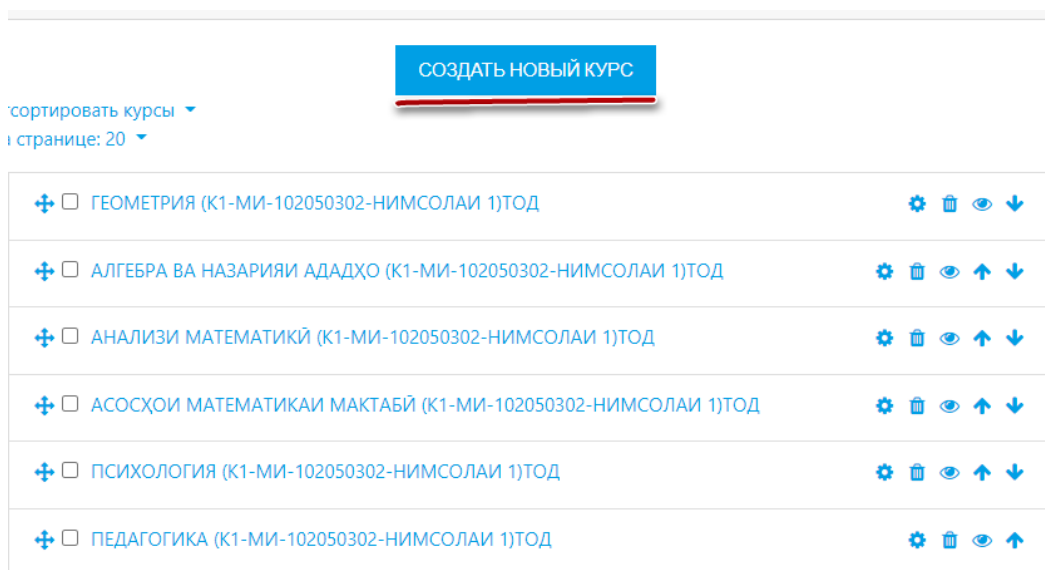 СОЗДАТЬ НОВЫЙ КУРС
сортировать курсы
странице: 20
ГЕОМЕТРИЯ (К1-МИ-102050302-НИМСОЛАИ 1)ТОД
АЛГЕБРА ВА НАЗАРИЯИ АДАДҲО (К1-МИ-102050302-НИМСОЛАИ 1)ТОД
АНАЛИЗИ МАТЕМАТИКӢ (К1-МИ-102050302-НИМСОЛАИ 1)ТОД
АСОСҲОИ МАТЕМАТИКАИ МАКТАБӢ (К1-МИ-102050302-НИМСОЛАИ 1)ТОД
ПСИХОЛОГИЯ (К1-МИ-102050302-НИМСОЛАИ 1)ТОД
ПЕДАГОГИКА (К1-МИ-102050302-НИМСОЛАИ 1)ТОД